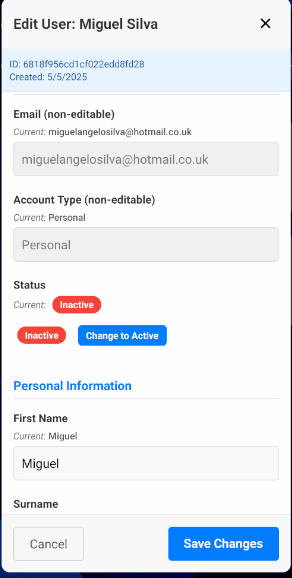 Edit User: Miguel Silva ✕
ID: 6818f956cd1cf022edd8fd28
Created: 5/5/2025
Email (non-editable)
Current: miguelangelosilva@hotmail.co.uk
miguelangelosilva@hotmail.co.uk
Account Type (non-editable)
Current: Personal
Personal
Status
Current: Inactive
Inactive Change to Active
Personal Information
First Name
Current: Miguel
Miguel
Surname
Cancel Save Changes